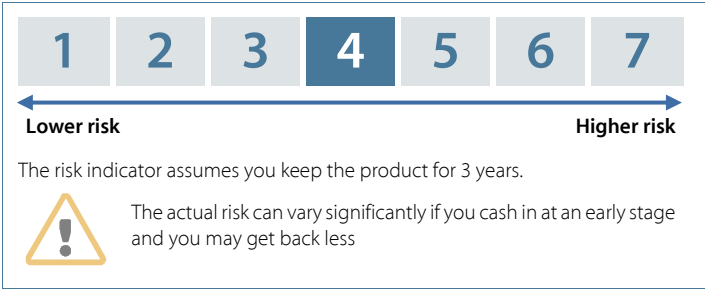 1 2 3 4 5 6 7
Lower risk Higher risk
The risk indicator assumes you keep the product for 3 years.
!
The actual risk can vary significantly if you cash in at an early stage
and you may get back less